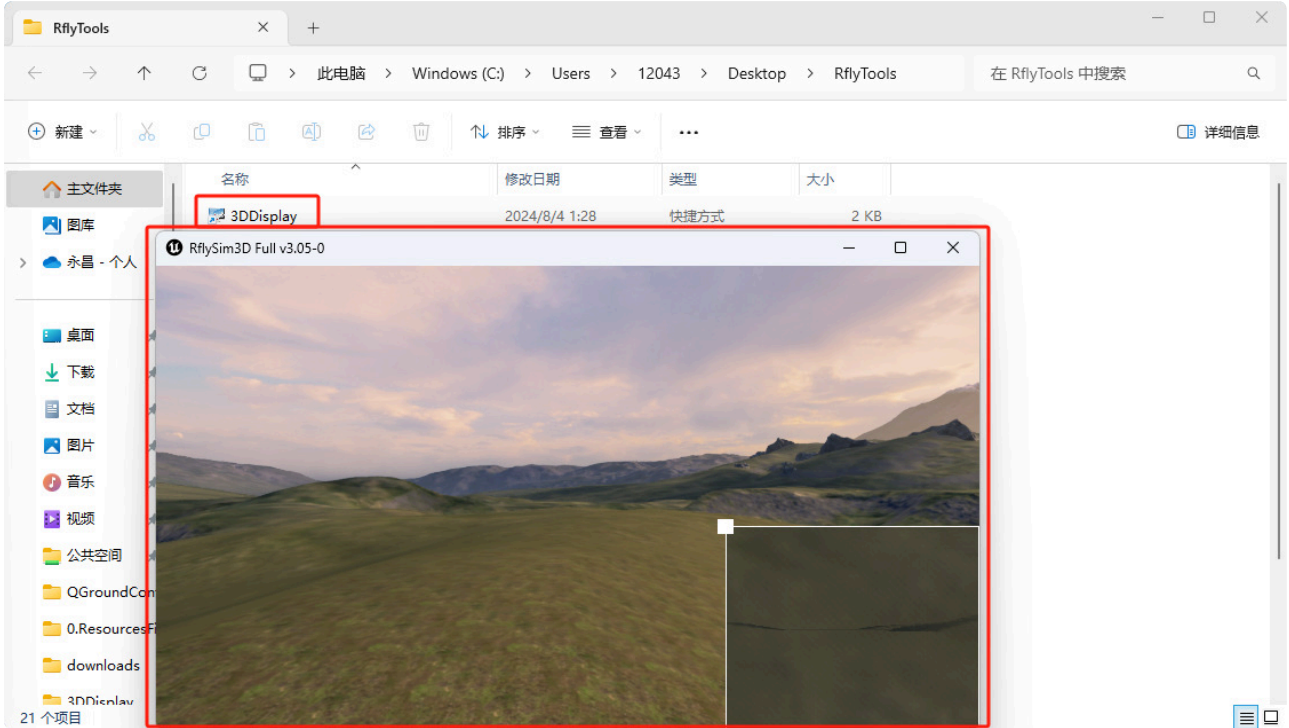 RflyTools
此电脑 > Windows (C:) > Users > 12043 > Desktop > RflyTools
在 RflyTools 中搜索
新建
排序
查看
详细信息
名称 修改日期 类型 大小
主文件夹
3DDisplay 2024/8/4 1:28 快捷方式 2 KB
图库
RflySim3D Full v3.05-0
永昌 - 个人
桌面
下载
文档
图片
音乐
视频
公共空间
QGroundCon
0.ResourcesFi
downloads
3DDisplay
21 个项目